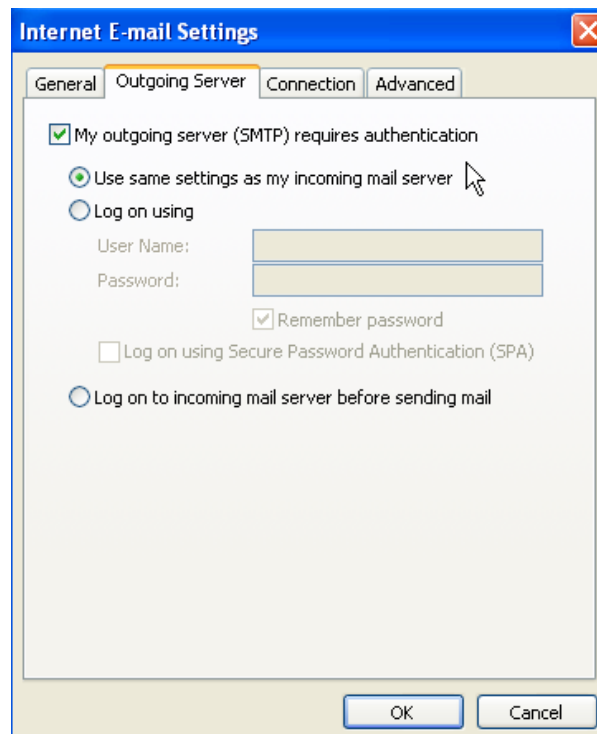 Internet E-mail Settings
General Outgoing Server Connection Advanced
My outgoing server (SMTP) requires authentication
Use same settings as my incoming mail server
Log on using
User Name:
Password:
Remember password
Log on using Secure Password Authentication (SPA)
Log on to incoming mail server before sending mail
OK Cancel